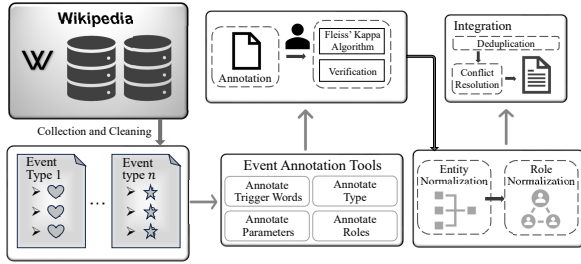 Wikipedia
W
Collection and Cleaning
Event
Type 1
...
Event
type n
Annotation
Fleiss' Kappa
Algorithm
Verification
Event Annotation Tools
Annotate
Trigger Words
Annotate
Type
Annotate
Parameters
Annotate
Roles
Integration
Deduplication
Conflict
Resolution
Entity
Normalization
Role
Normalization